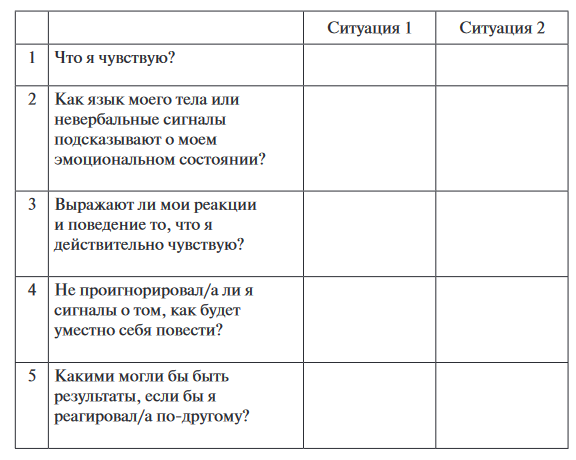 Ситуация 1 Ситуация 2
1 Что я чувствую?
2 Как язык моего тела или
невербальные сигналы
подсказывают о моем
эмоциональном состоянии?
3 Выражают ли мои реакции
и поведение то, что я
действительно чувствую?
4 Не проигнорировал/а ли я
сигналы о том, как будет
уместно себя повести?
5 Какими могли бы быть
результаты, если бы я
реагировал/а по-другому?